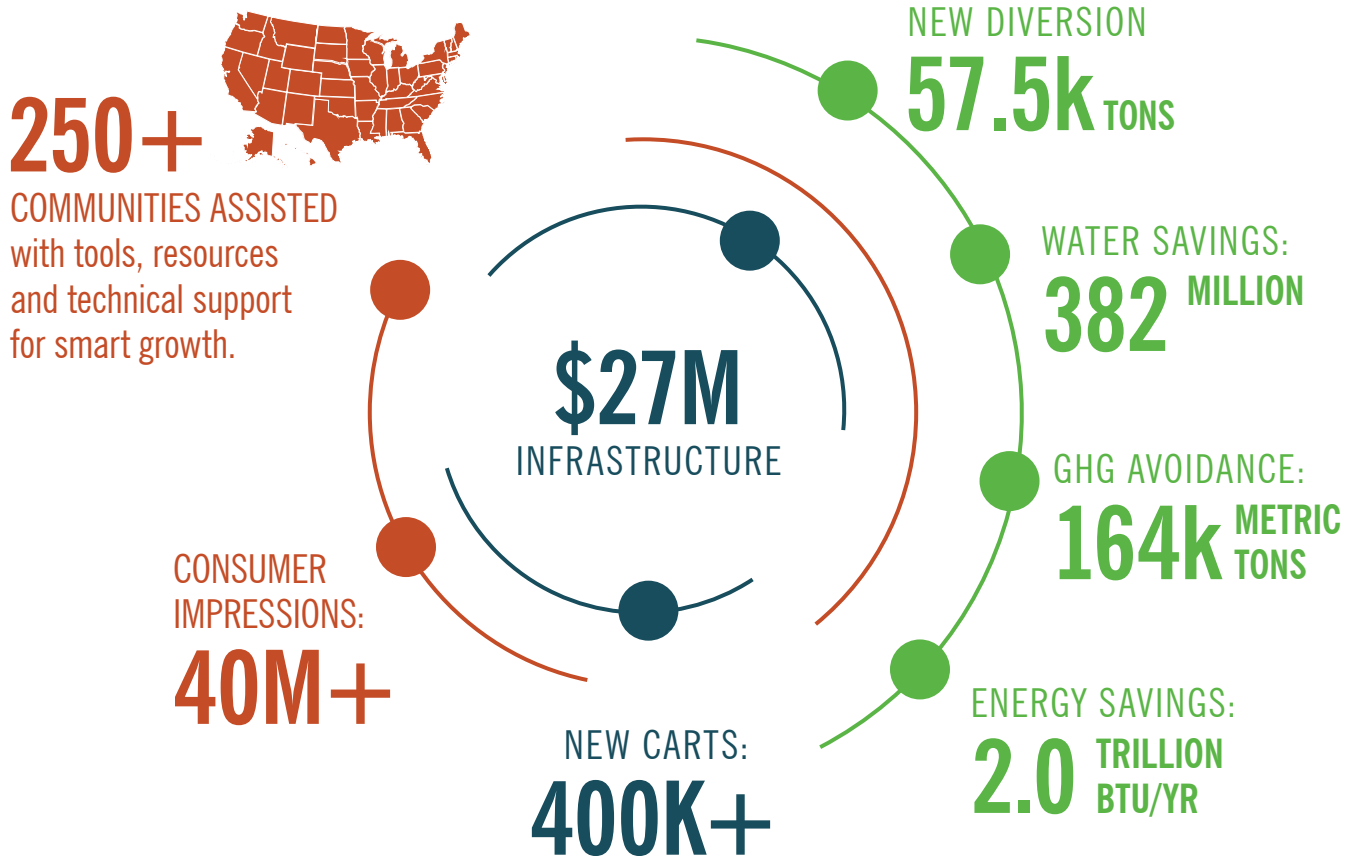 250+
COMMUNITIES ASSISTED
with tools, resources
and technical support
for smart growth.
CONSUMER
IMPRESSIONS:
40M+
$27M
INFRASTRUCTURE
NEW CARTS:
400K+
NEW DIVERSION
57.5k TONS
WATER SAVINGS:
382 MILLION
GHG AVOIDANCE:
164k METRIC
TONS
ENERGY SAVINGS:
2.0 TRILLION
BTU/YR